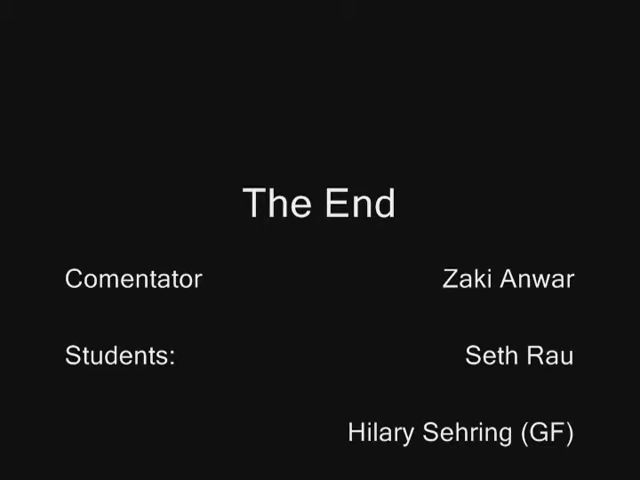 The End
Comentator Zaki Anwar
Students: Seth Rau
Hilary Sehring (GF)